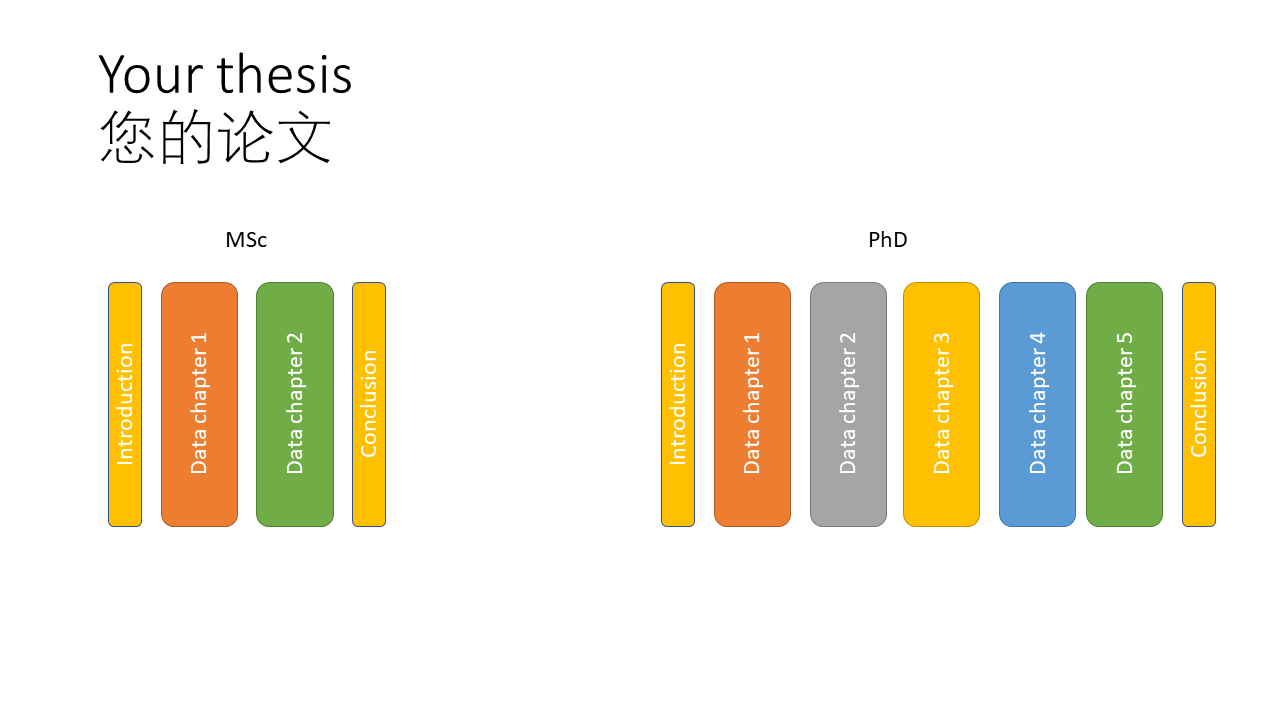 Your thesis
您的论文
MSc
Introduction
Data chapter 1
Data chapter 2
Conclusion
PhD
Introduction
Data chapter 1
Data chapter 2
Data chapter 3
Data chapter 4
Data chapter 5
Conclusion